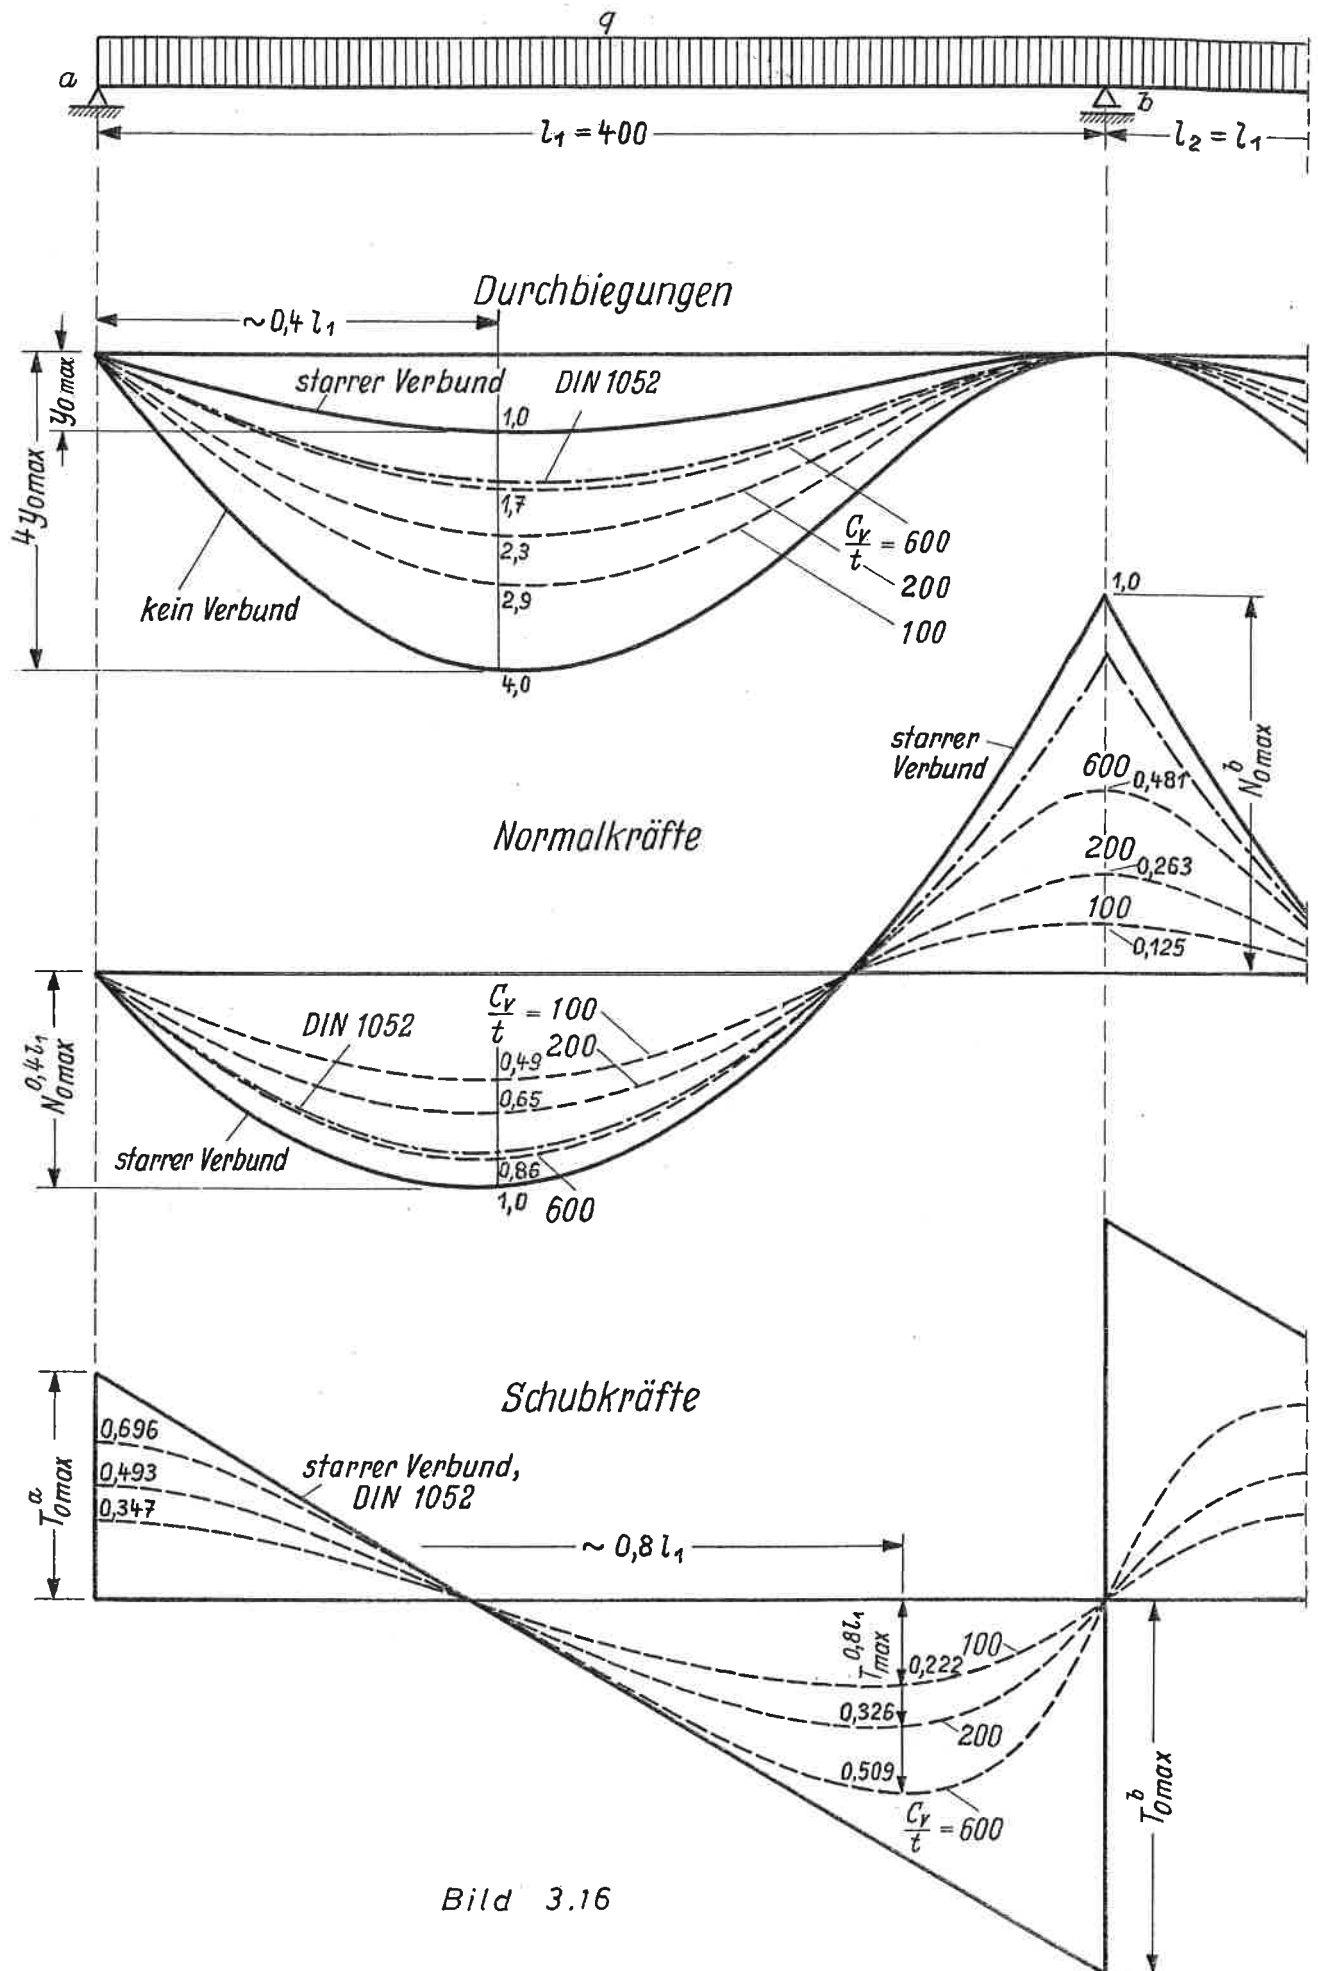 q
a
b
l₁ = 400
l₂ = l₁
Durchbiegungen
~0,4 l₁
y₀max
4 y₀max
starrer Verbund
DIN 1052
1,0
1,7
2,3
2,9
4,0
kein Verbund
Cᵥ/t = 600
200
100
1,0
starrer
Verbund
600
0,481
200
0,263
100
0,125
N₀max^b
Normalkräfte
N₀max^0,4l₁
DIN 1052
Cᵥ/t = 100
200
0,49
0,65
0,86
1,0
600
starrer Verbund
Schubkräfte
T₀max^a
0,696
0,493
0,347
starrer Verbund,
DIN 1052
~ 0,8 l₁
Tmax^0,8l₁
0,222
100
0,326
200
0,509
Cᵥ/t = 600
T₀max^b
Bild 3.16